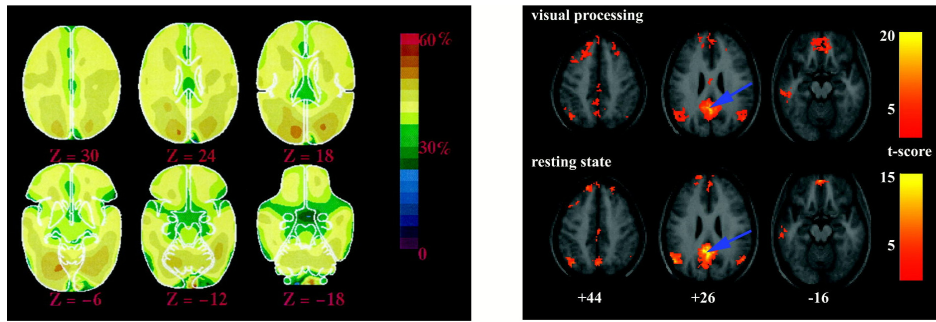 60%
30%
0
Z = 30
Z = 24
Z = 18
Z = -6
Z = -12
Z = -18
visual processing
20
5
t-score
resting state
15
5
+44
+26
-16